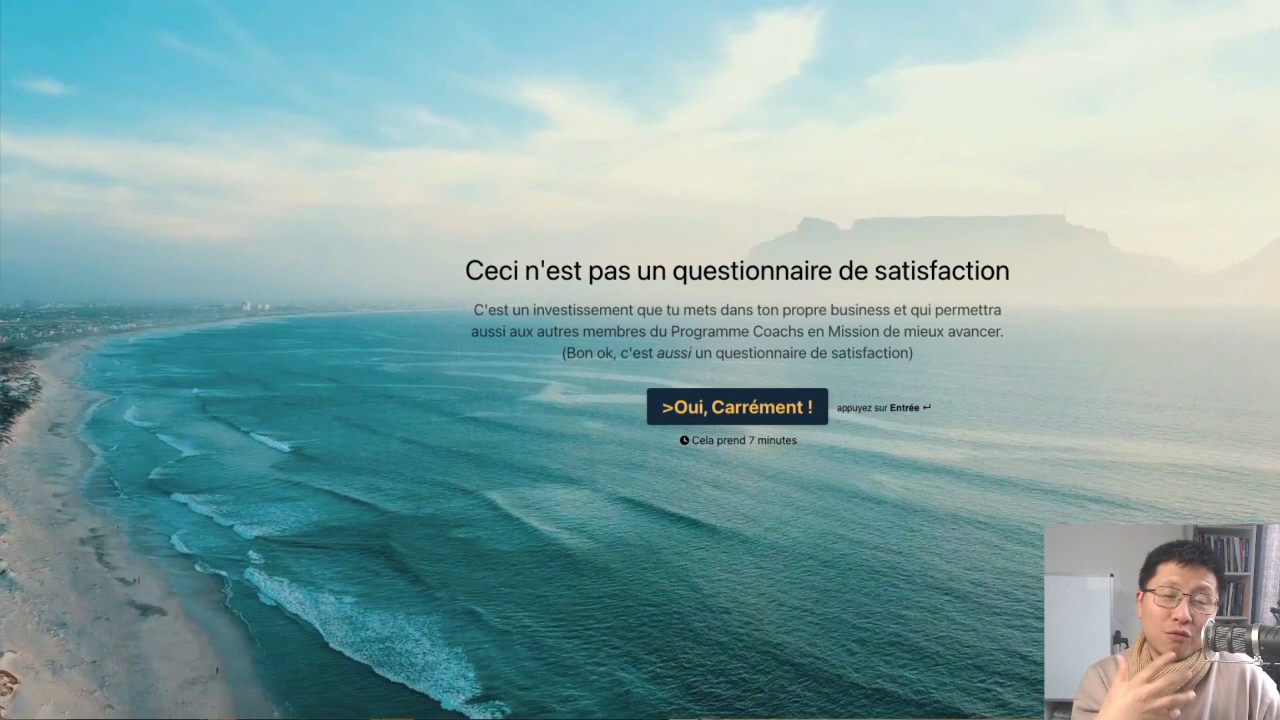 Ceci n'est pas un questionnaire de satisfaction
C'est un investissement que tu mets dans ton propre business et qui permettra
aussi aux autres membres du Programme Coachs en Mission de mieux avancer.
(Bon ok, c'est aussi un questionnaire de satisfaction)
>Oui, Carrément ! appuyez sur Entrée ↵
Cela prend 7 minutes